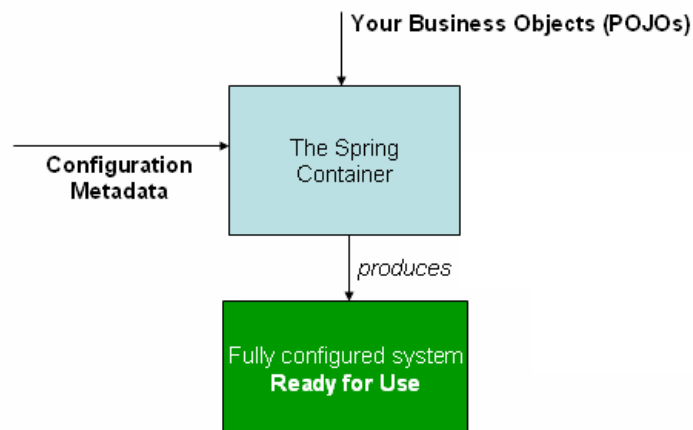 Your Business Objects (POJOs)
The Spring
Container
Configuration
Metadata
produces
Fully configured system
Ready for Use